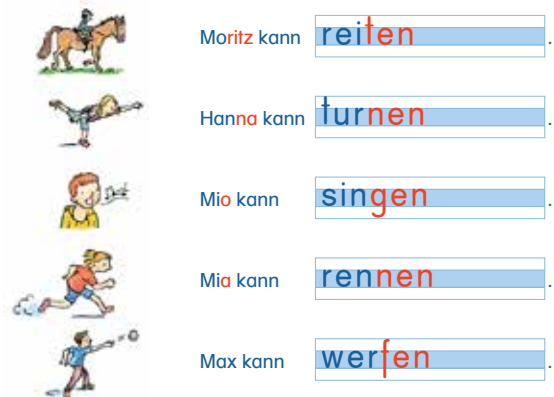 Moritz kann reiten.
Hanna kann turnen.
Mio kann singen.
Mia kann rennen.
Max kann werfen.